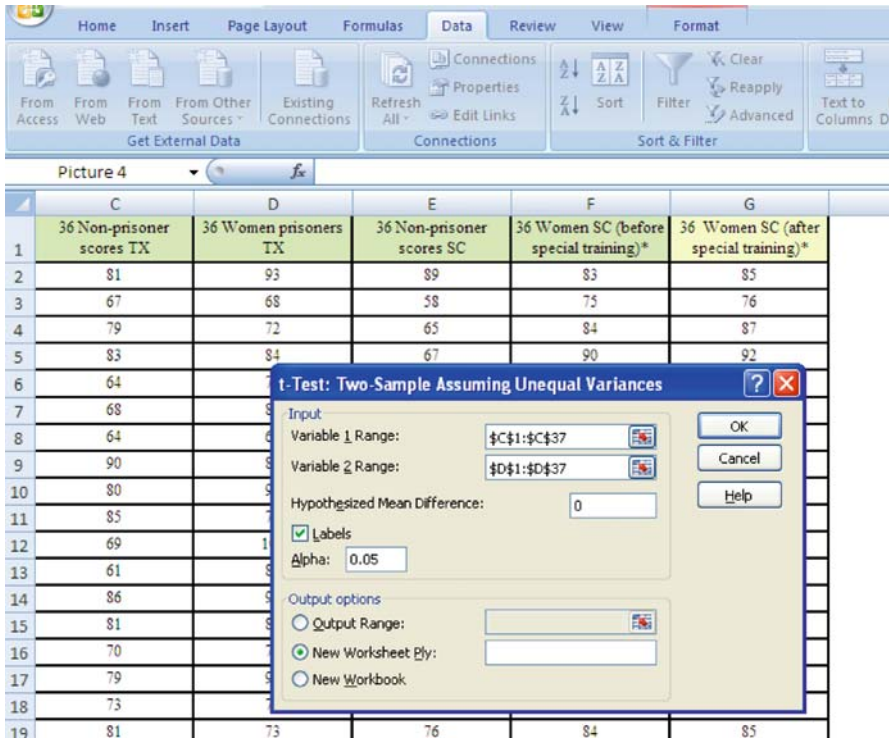 Home Insert Page Layout Formulas Data Review View Format
From Access
From Web
From Text
From Other Sources
Existing Connections
Get External Data
Refresh All
Connections
Properties
Edit Links
Connections
A Z
Z A
A Z
Z A
Sort
Filter
Clear
Reapply
Advanced
Sort & Filter
Text to Columns
D
Picture 4
fx
C D E F G
1 36 Non-prisoner scores TX 36 Women prisoners TX 36 Non-prisoner scores SC 36 Women SC (before special training)* 36 Women SC (after special training)*
2 81 93 89 83 85
3 67 68 58 75 76
4 79 72 65 84 87
5 83 84 67 90 92
6 64
7 68
8 64
9 90
10 80
11 85
12 69
13 61
14 86
15 81
16 70
17 79
18 73
19 81 73 76 84 85
t-Test: Two-Sample Assuming Unequal Variances
?
X
Input
Variable 1 Range: $C$1:$C$37
Variable 2 Range: $D$1:$D$37
Hypothesized Mean Difference: 0
Labels
Alpha: 0.05
Output options
Output Range:
New Worksheet Ply:
New Workbook
OK
Cancel
Help